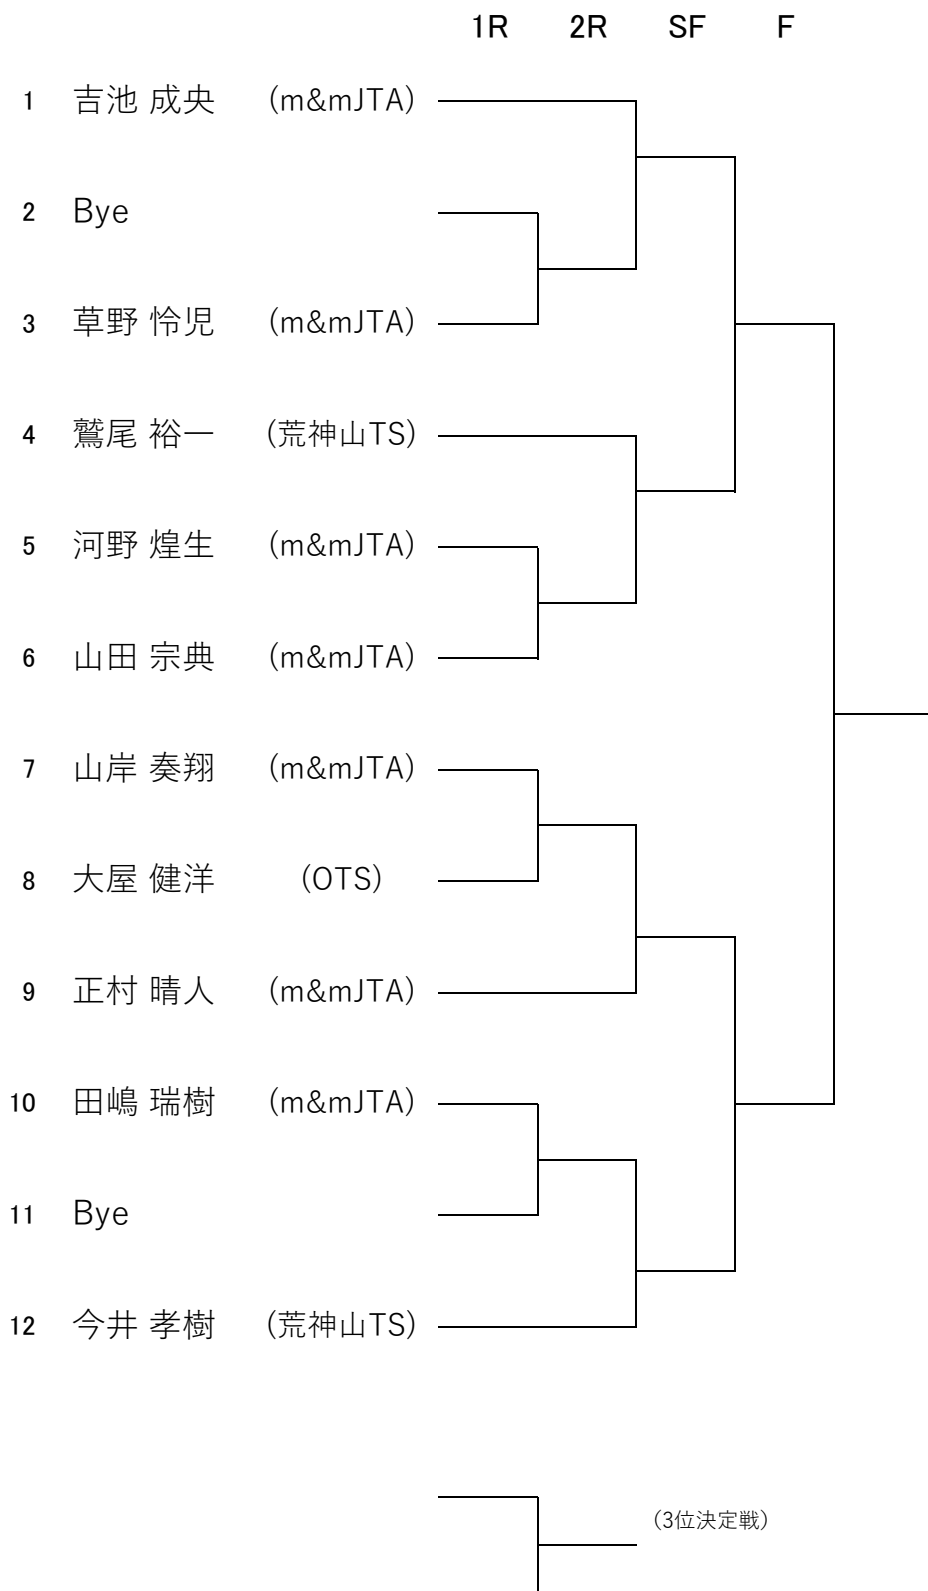 1R 2R SF F
1 吉池 成央 (m&mJTA)
2 Bye
3 草野 怜児 (m&mJTA)
4 鷲尾 裕一 (荒神山TS)
5 河野 煌生 (m&mJTA)
6 山田 宗典 (m&mJTA)
7 山岸 奏翔 (m&mJTA)
8 大屋 健洋 (OTS)
9 正村 晴人 (m&mJTA)
10 田嶋 瑞樹 (m&mJTA)
11 Bye
12 今井 孝樹 (荒神山TS)
(3位決定戦)